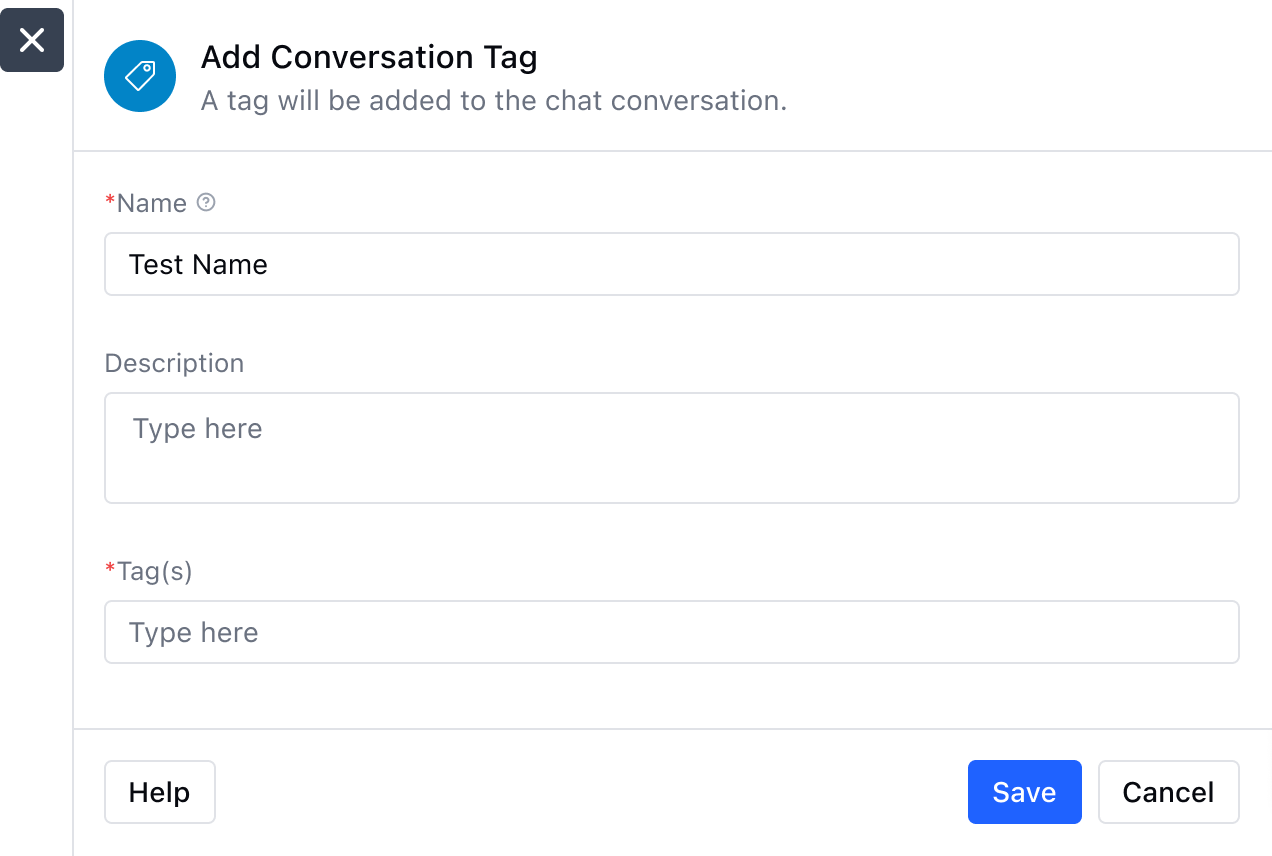 Add Conversation Tag
A tag will be added to the chat conversation.
*Name ?
Test Name
Description
Type here
*Tag(s)
Type here
Help Save Cancel